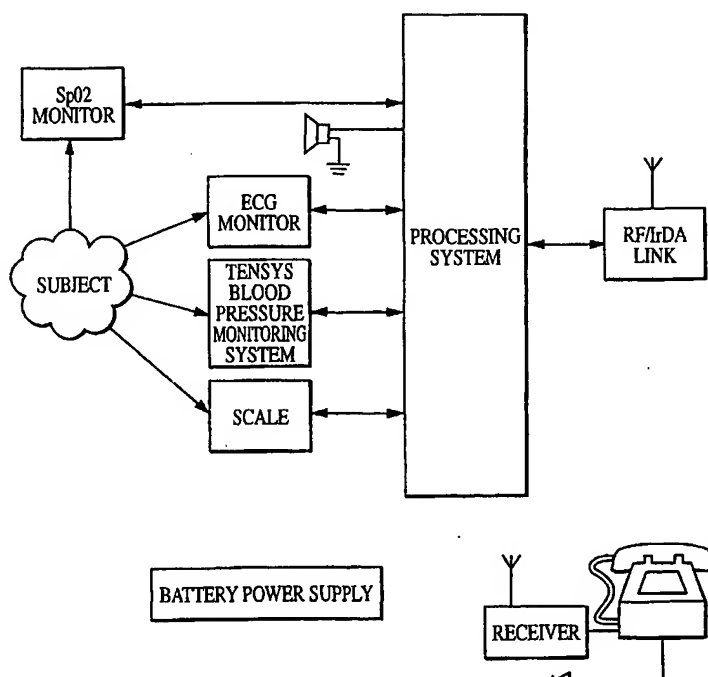 Sp02
MONITOR
ECG
MONITOR
PROCESSING
SYSTEM
RF/IrDA
LINK
SUBJECT
TENSYS
BLOOD
PRESSURE
MONITORING
SYSTEM
SCALE
BATTERY POWER SUPPLY
RECEIVER